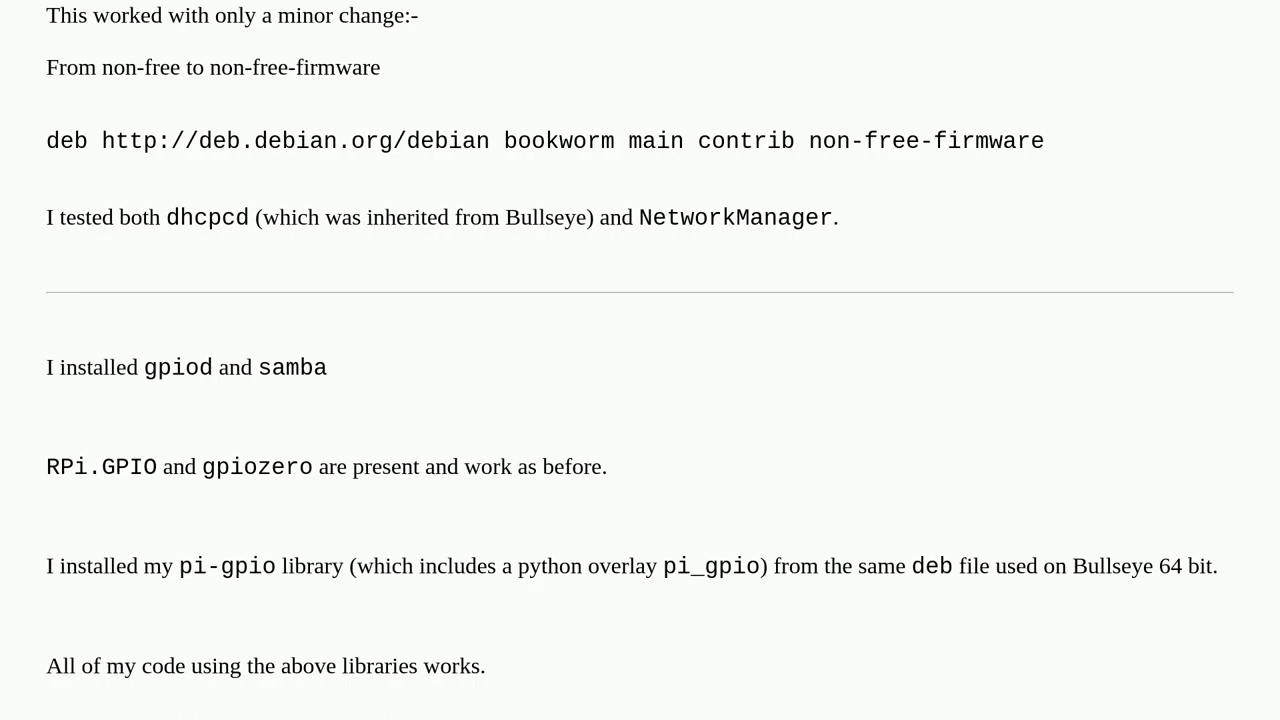 This worked with only a minor change:-
From non-free to non-free-firmware
deb http://deb.debian.org/debian bookworm main contrib non-free-firmware
I tested both dhcpcd (which was inherited from Bullseye) and NetworkManager.
I installed gpiod and samba
RPi.GPIO and gpiozero are present and work as before.
I installed my pi-gpio library (which includes a python overlay pi_gpio) from the same deb file used on Bullseye 64 bit.
All of my code using the above libraries works.